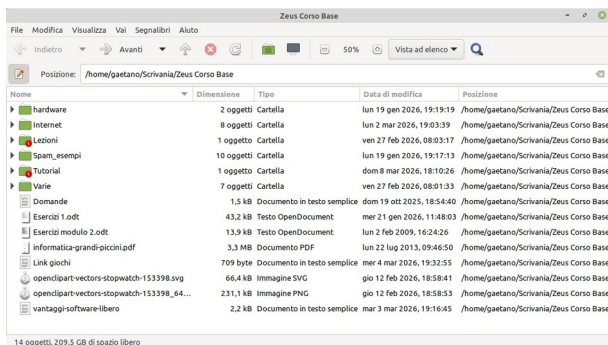 Zeus Corso Base
File Modifica Visualizza Vai Segnalibri Aiuto
Indietro Avanti 50% Vista ad elenco
Posizione: /home/gaetano/Scrivania/Zeus Corso Base
Nome Dimensione Tipo Data di modifica Posizione
hardware 2 oggetti Cartella lun 19 gen 2026, 19:19:19 /home/gaetano/Scrivania/Zeus Corso Base
Internet 8 oggetti Cartella lun 2 mar 2026, 19:03:39 /home/gaetano/Scrivania/Zeus Corso Base
Lezioni 1 oggetto Cartella ven 27 feb 2026, 08:03:17 /home/gaetano/Scrivania/Zeus Corso Base
Spam_esempi 10 oggetti Cartella lun 19 gen 2026, 19:17:13 /home/gaetano/Scrivania/Zeus Corso Base
Tutorial 1 oggetto Cartella dom 8 mar 2026, 18:10:26 /home/gaetano/Scrivania/Zeus Corso Base
Varie 7 oggetti Cartella ven 27 feb 2026, 08:01:33 /home/gaetano/Scrivania/Zeus Corso Base
Domande 1,5 kB Documento in testo semplice dom 19 ott 2025, 18:54:40 /home/gaetano/Scrivania/Zeus Corso Base
Esercizi 1.odt 43,2 kB Testo OpenDocument mer 21 gen 2026, 11:48:03 /home/gaetano/Scrivania/Zeus Corso Base
Esercizi modulo 2.odt 13,9 kB Testo OpenDocument lun 2 feb 2009, 16:24:26 /home/gaetano/Scrivania/Zeus Corso Base
informatica-grandi-piccini.pdf 3,3 MB Documento PDF lun 22 lug 2013, 09:46:50 /home/gaetano/Scrivania/Zeus Corso Base
Link giochi 709 byte Documento in testo semplice mer 4 mar 2026, 19:32:55 /home/gaetano/Scrivania/Zeus Corso Base
openclipart-vectors-stopwatch-153398.svg 66,4 kB Immagine SVG gio 12 feb 2026, 18:58:41 /home/gaetano/Scrivania/Zeus Corso Base
openclipart-vectors-stopwatch-153398_64... 231,1 kB Immagine PNG gio 12 feb 2026, 18:58:53 /home/gaetano/Scrivania/Zeus Corso Base
vantaggi-software-libero 2,2 kB Documento in testo semplice mar 3 mar 2026, 19:16:45 /home/gaetano/Scrivania/Zeus Corso Base
14 oggetti, 209,5 GB di spazio libero